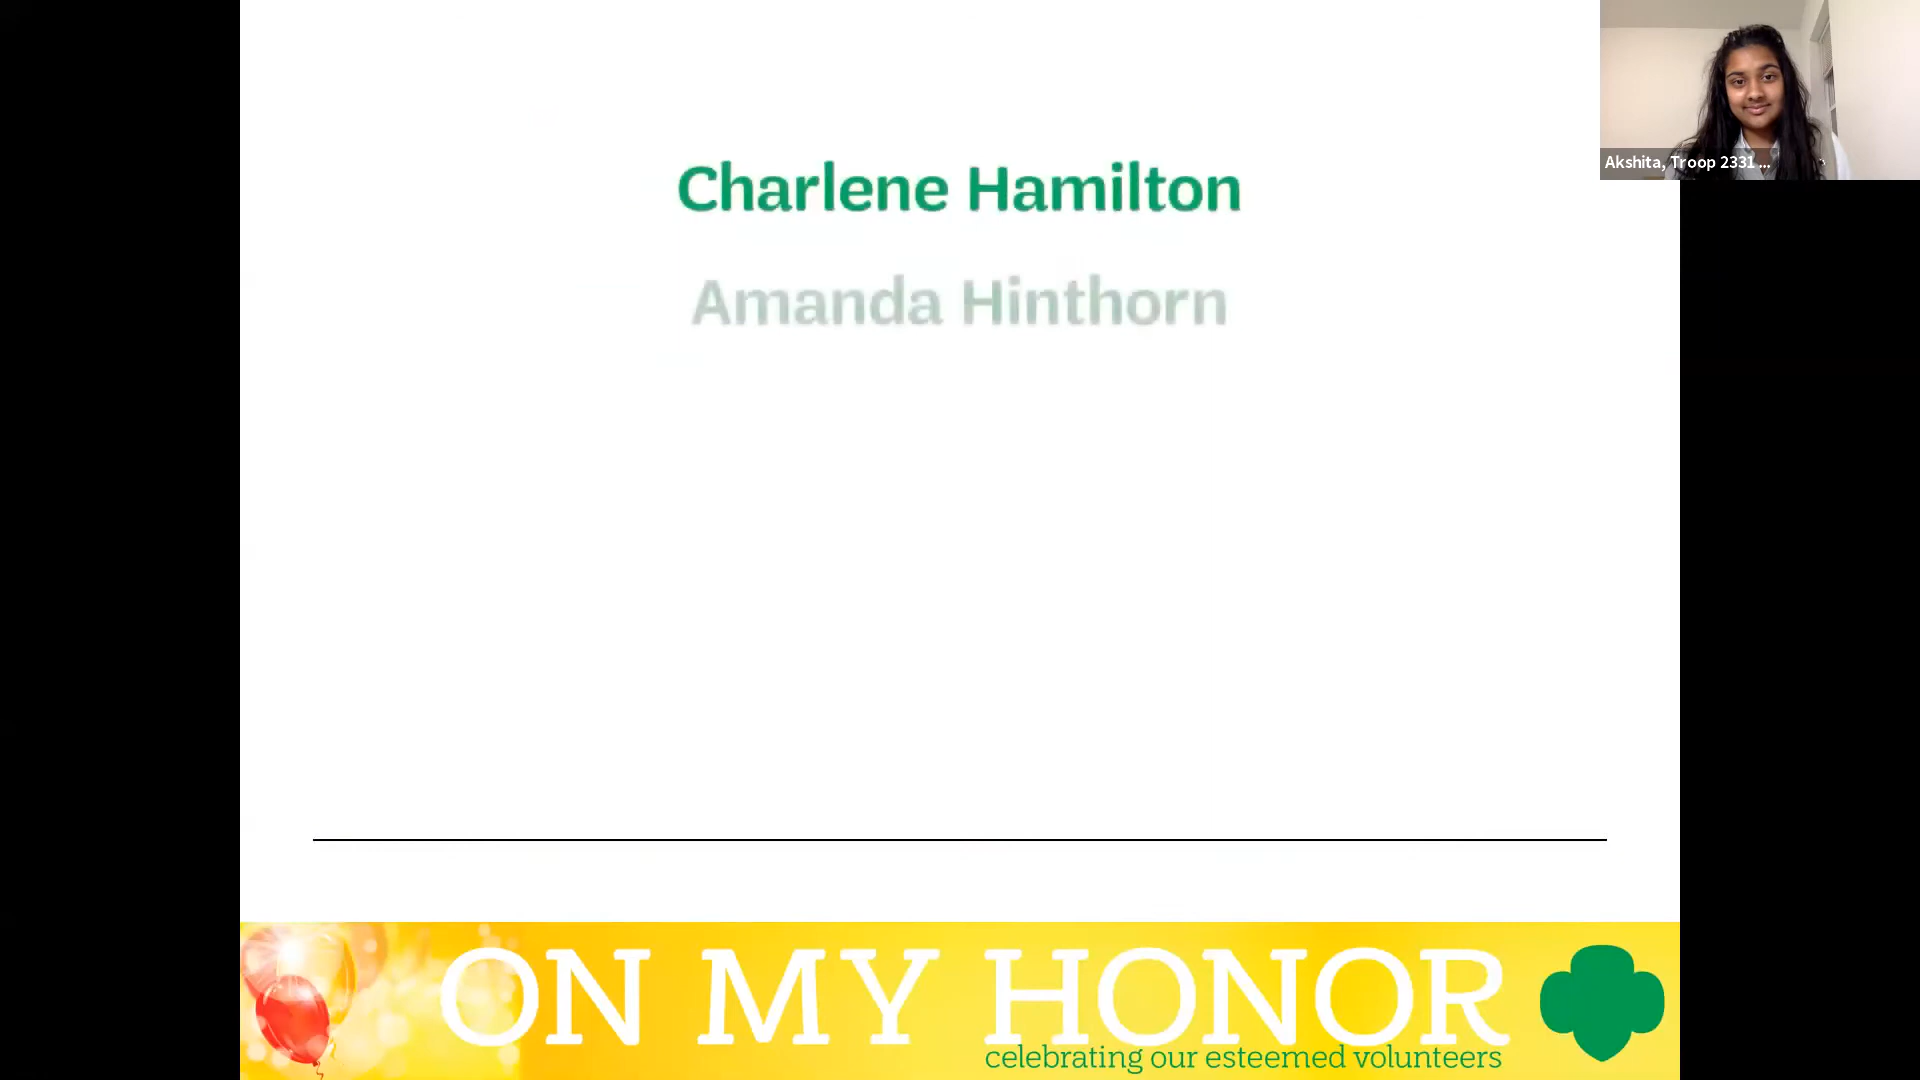 Charlene Hamilton
Akshita, Troop 2331 ...
Amanda Hinthorn
ON MY HONOR
celebrating our esteemed volunteers